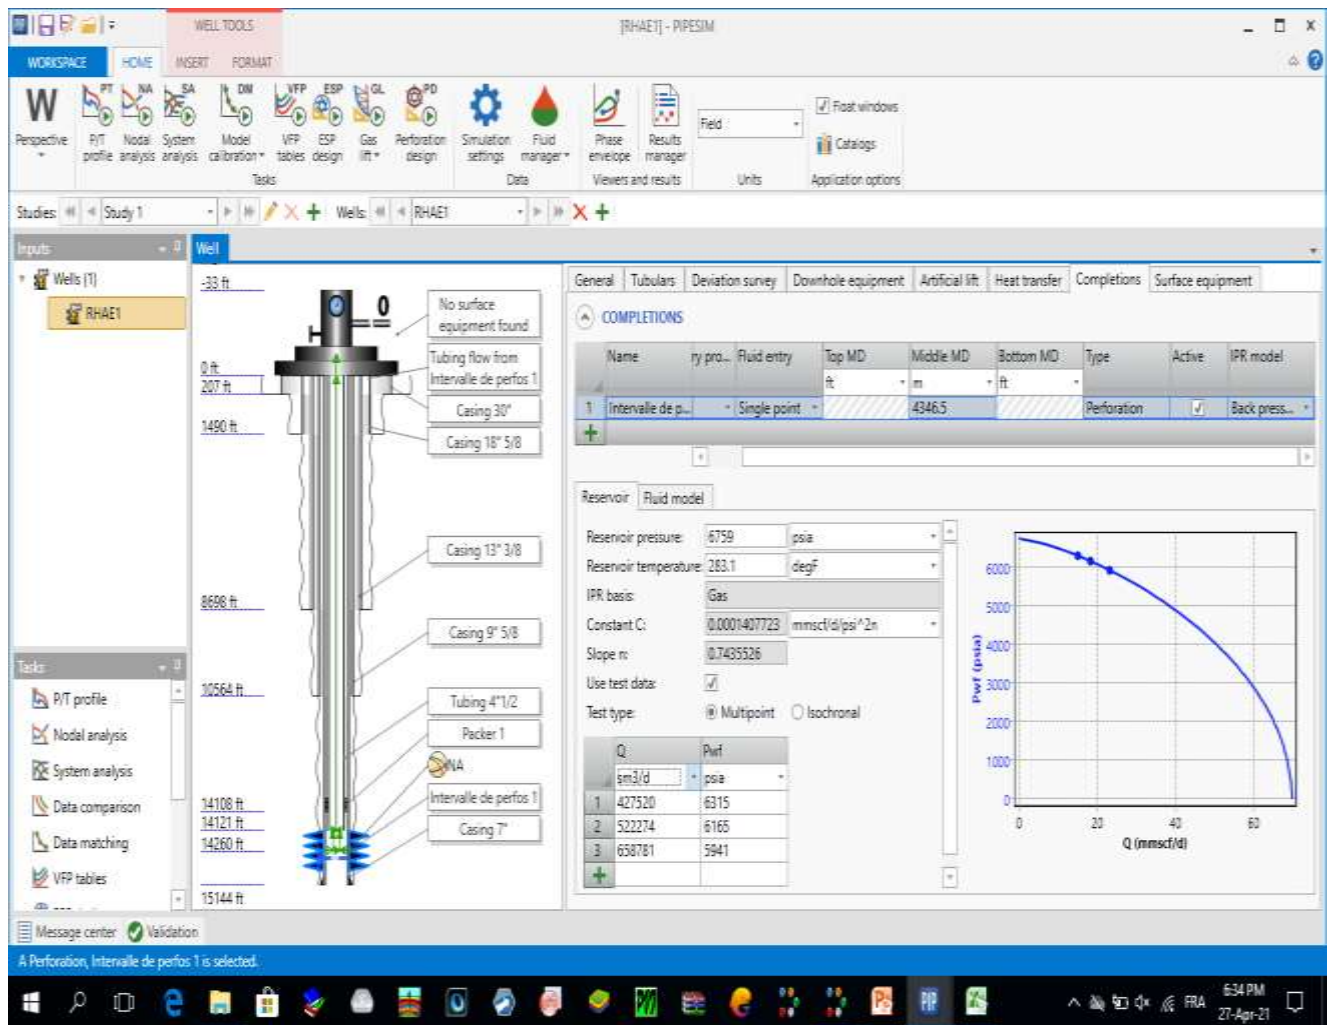 WELL TOOLS
[RHAE1] - PIPESIM
WORKSPACE HOME INSERT FORMAT
PT NA SA DM VFP ESP GL PD
Perspective
P/T profile
Nodal analysis
System analysis
Model calibration
VFP tables
ESP design
Gas lift
Perforation design
Simulation settings
Fluid manager
Phase envelope
Results manager
Field
Float windows
Catalogs
Tasks Data Viewers and results Units Application options
Studies: Study 1 Wells: RHAE1
Inputs
Wells (1)
RHAE1
Well
-33 ft
0 ft
207 ft
1490 ft
8698 ft
10564 ft
14108 ft
14121 ft
14260 ft
15144 ft
No surface
equipment found
Tubing flow from
Intervalle de perfos 1
Casing 30"
Casing 18" 5/8
Casing 13" 3/8
Casing 9" 5/8
Tubing 4"1/2
Packer 1
NA
Intervalle de perfos 1
Casing 7"
General Tubulars Deviation survey Downhole equipment Artificial lift Heat transfer Completions Surface equipment
COMPLETIONS
Name ry pro... Fluid entry Top MD Middle MD Bottom MD Type Active IPR model
ft m ft
1 Intervalle de p... Single point 4346.5 Perforation Back press...
Reservoir Fluid model
Reservoir pressure: 6759 psia
Reservoir temperature: 283.1 degF
IPR basis: Gas
Constant C: 0.0001407723 mmscf/d/psi^2n
Slope n: 0.7435526
Use test data:
Test type: Multipoint Isochronal
Q Pwf
sm3/d psia
1 427520 6315
2 522274 6165
3 658781 5941
Pwf (psia)
6000
5000
4000
3000
2000
1000
0
0 20 40 60
Q (mmscf/d)
Tasks
P/T profile
Nodal analysis
System analysis
Data comparison
Data matching
VFP tables
Message center Validation
A Perforation, Intervalle de perfos 1 is selected.
PIP
FRA
6:34 PM
27-Apr-21